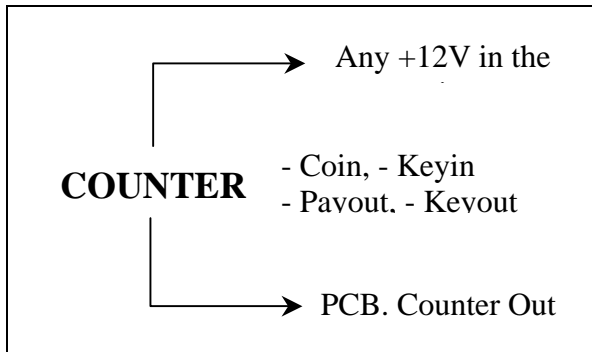 Any +12V in the
COUNTER
- Coin, - Keyin
- Payout, - Keyout
PCB. Counter Out